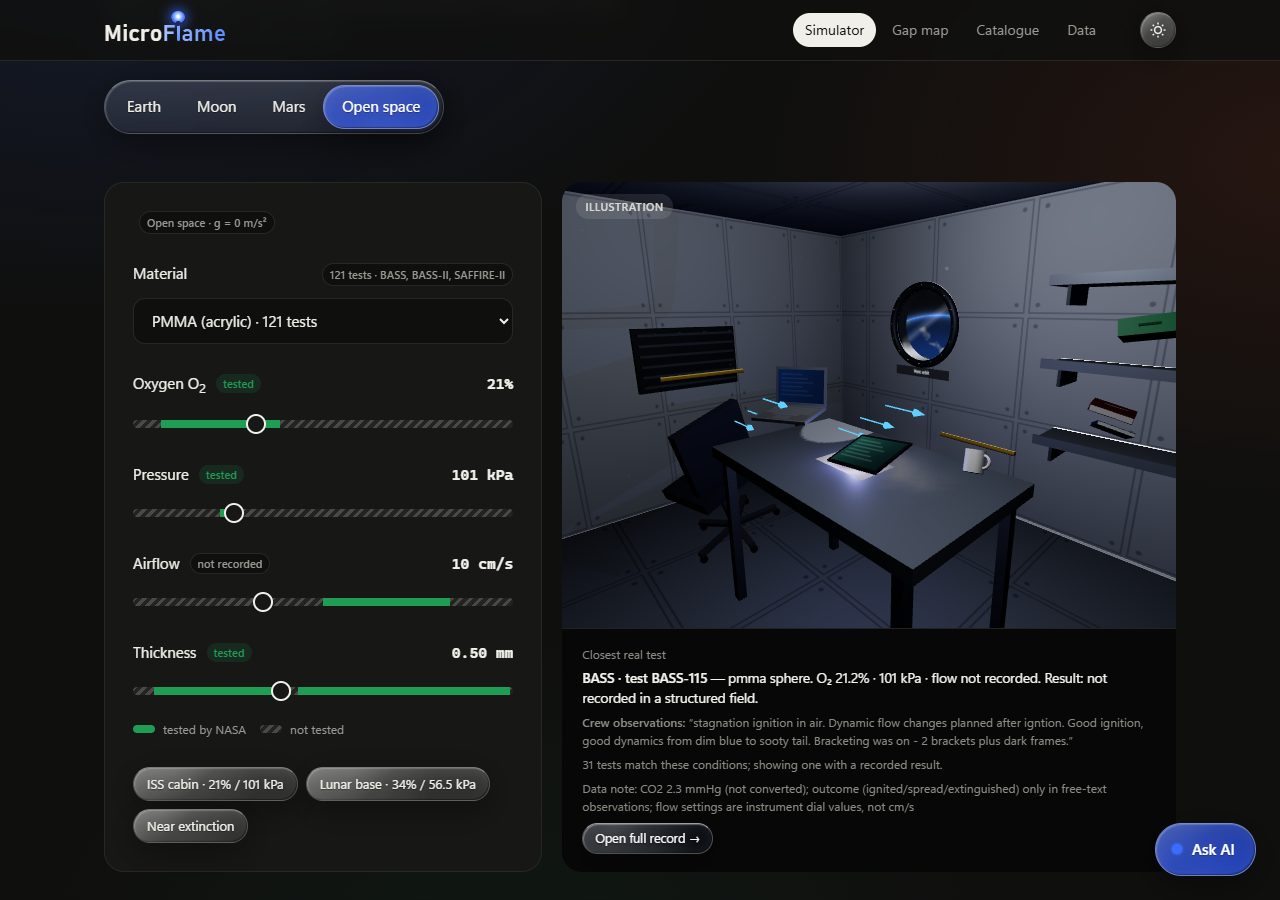 MicroFlame
Simulator
Gap map
Catalogue
Data
Earth
Moon
Mars
Open space
Open space · g = 0 m/s²
Material
121 tests · BASS, BASS-II, SAFFIRE-II
PMMA (acrylic) · 121 tests
Oxygen O₂ tested 21%
Pressure tested 101 kPa
Airflow not recorded 10 cm/s
Thickness tested 0.50 mm
tested by NASA not tested
ISS cabin · 21% / 101 kPa
Lunar base · 34% / 56.5 kPa
Near extinction
ILLUSTRATION
Closest real test
BASS · test BASS-115 — pmma sphere. O₂ 21.2% · 101 kPa · flow not recorded. Result: not
recorded in a structured field.
Crew observations: “stagnation ignition in air. Dynamic flow changes planned after igntion. Good ignition,
good dynamics from dim blue to sooty tail. Bracketing was on - 2 brackets plus dark frames.”
31 tests match these conditions; showing one with a recorded result.
Data note: CO2 2.3 mmHg (not converted); outcome (ignited/spread/extinguished) only in free-text
observations; flow settings are instrument dial values, not cm/s
Open full record →
Ask AI